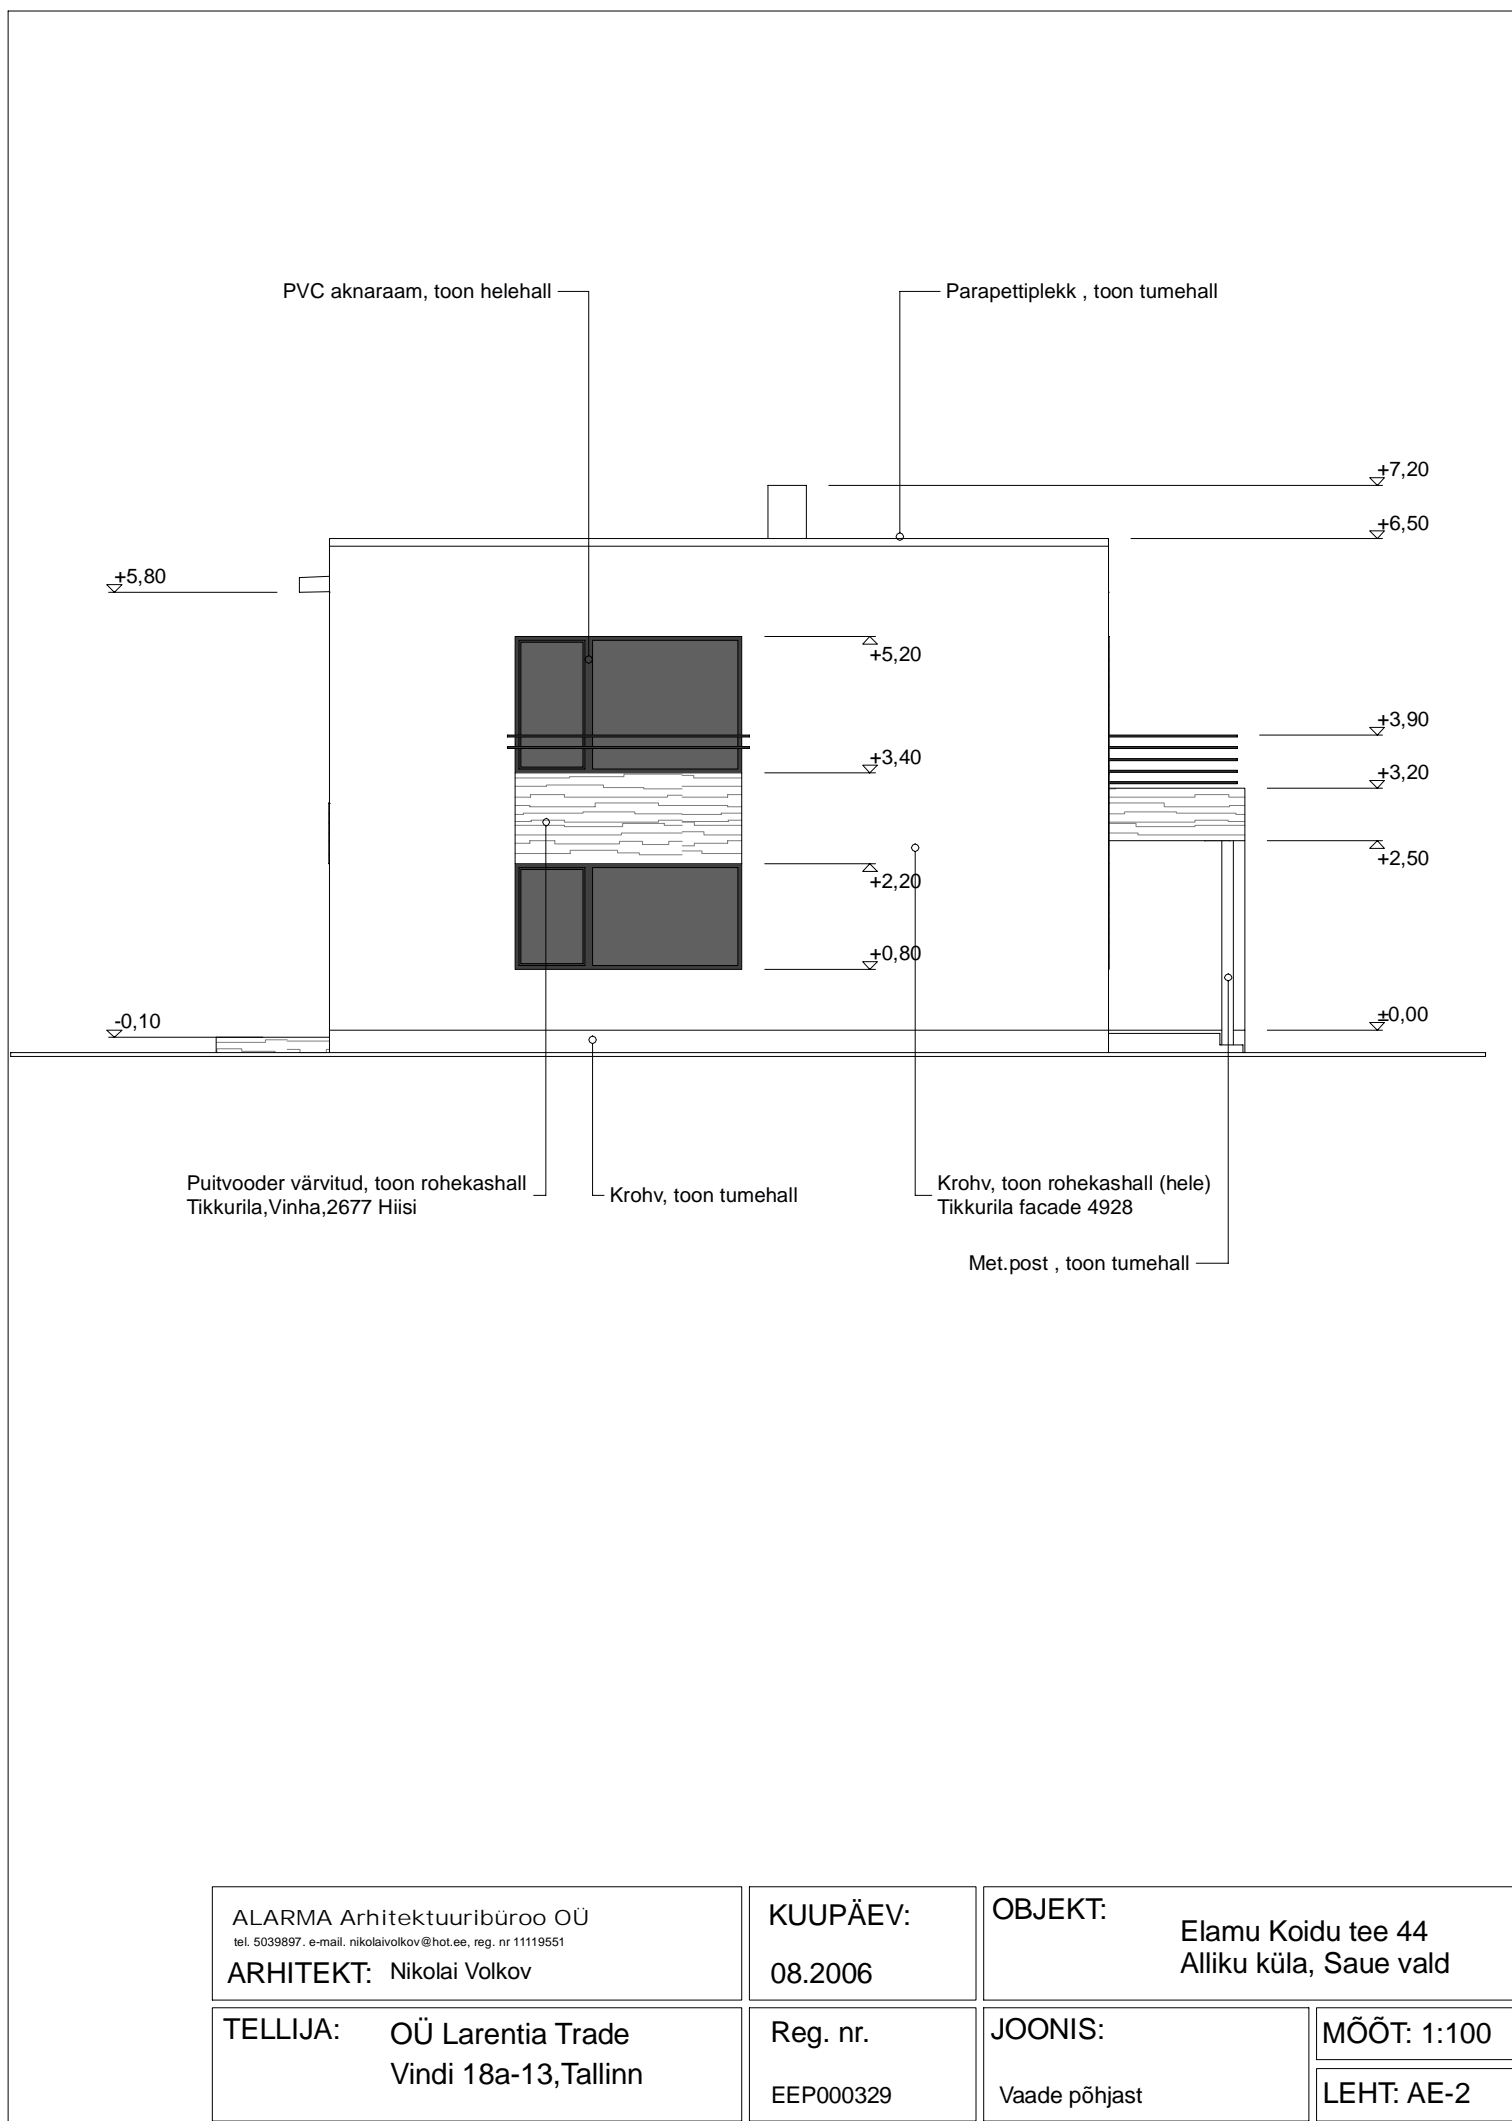 PVC aknaraam, toon helehall
Parapettiplekk , toon tumehall
+7,20
+6,50
+5,80
+5,20
+3,90
+3,40
+3,20
+2,50
+2,20
+0,80
-0,10
±0,00
Puitvooder värvitud, toon rohekashall
Tikkurila,Vinha,2677 Hiisi
Krohv, toon tumehall
Krohv, toon rohekashall (hele)
Tikkurila facade 4928
Met.post , toon tumehall
ALARMA Arhitektuuribüroo OÜ
tel. 5039897. e-mail. nikolaivolkov@hot.ee, reg. nr 11119551
ARHITEKT: Nikolai Volkov
KUUPÄEV:
08.2006
OBJEKT:
Elamu Koidu tee 44
Alliku küla, Saue vald
TELLIJA: OÜ Larentia Trade
Vindi 18a-13,Tallinn
Reg. nr.
EEP000329
JOONIS:
Vaade põhjast
MÕÕT: 1:100
LEHT: AE-2